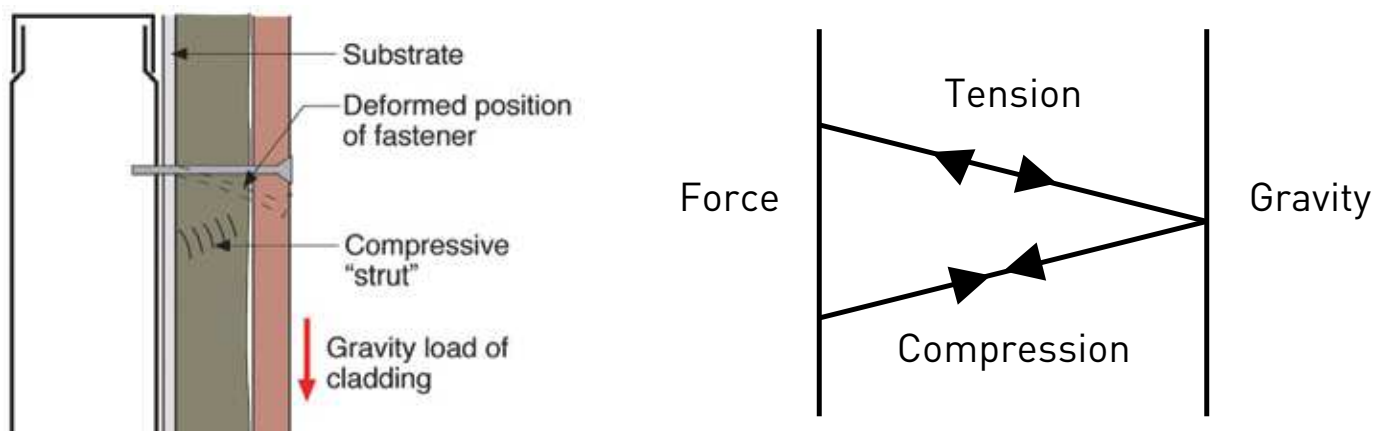 Substrate
Deformed position
of fastener
Compressive
“strut”
Gravity load of
cladding
Tension
Force
Gravity
Compression